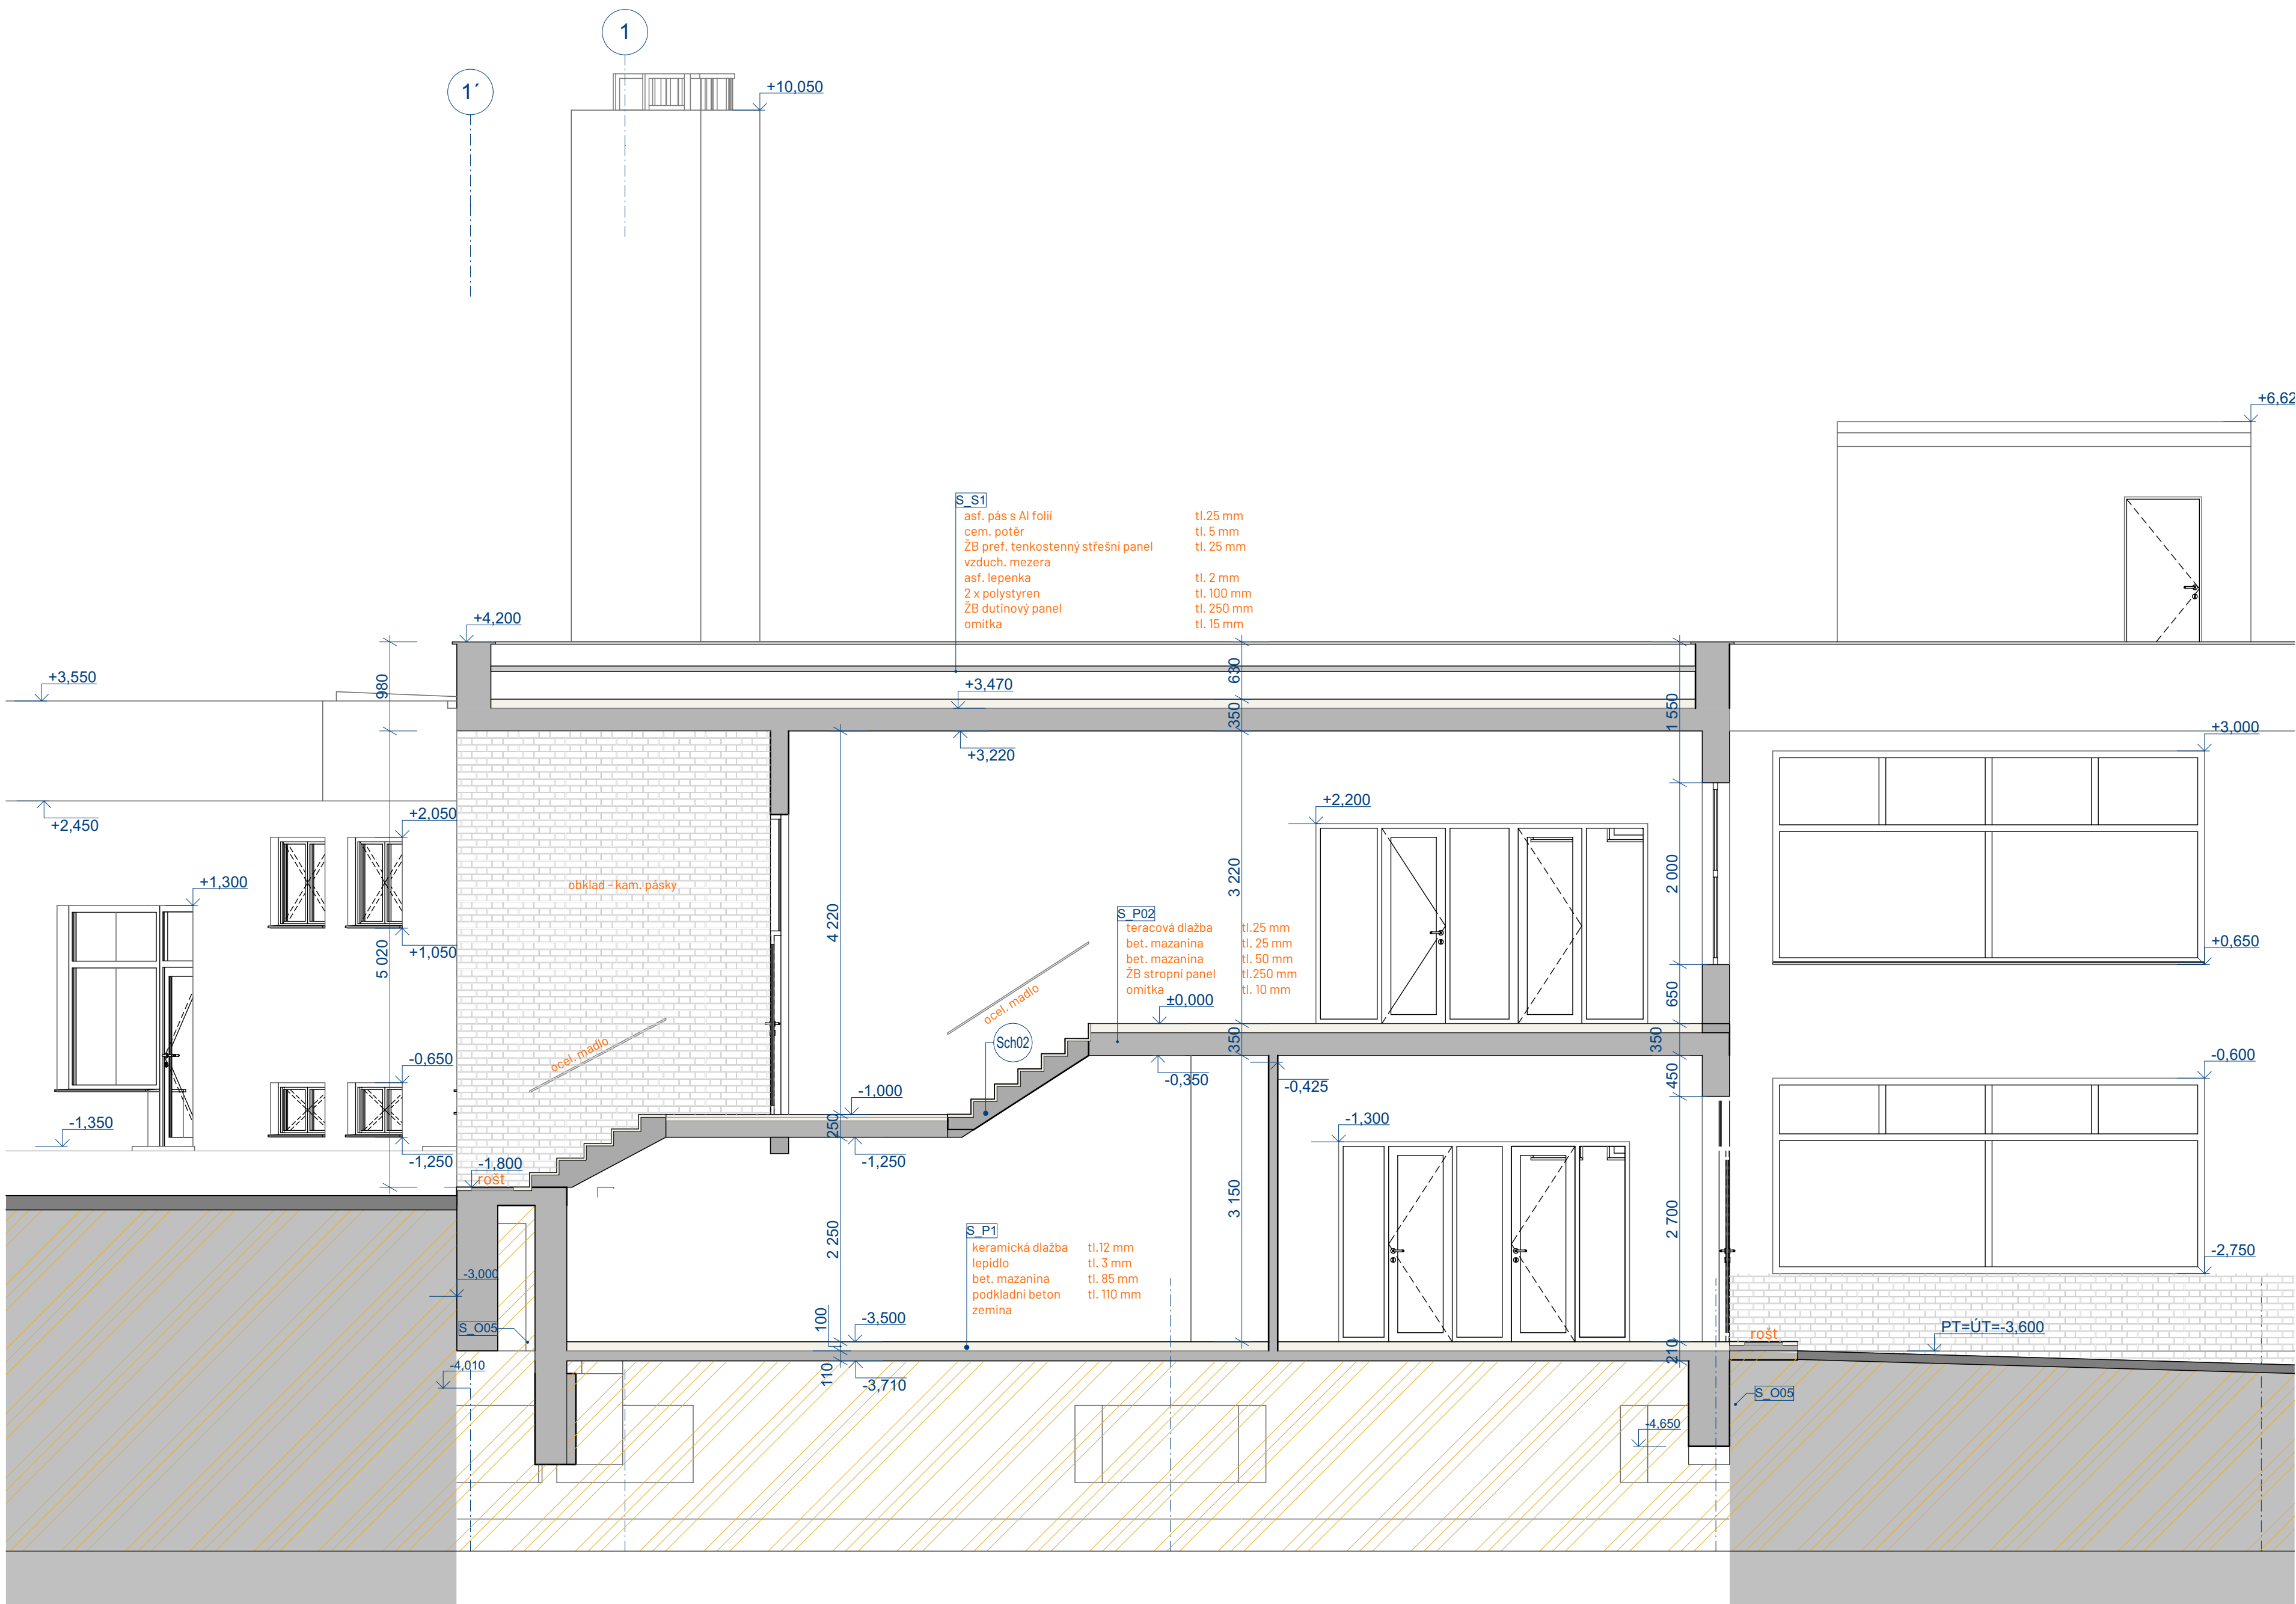 1
1´
+10,050
+6,62
S_S1
asf. pás s Al folií tl.25 mm
cem. potěr tl. 5 mm
ŽB pref. tenkostenný střešní panel tl. 25 mm
vzduch. mezera
asf. lepenka tl. 2 mm
2 x polystyren tl. 100 mm
ŽB dutinový panel tl. 250 mm
omítka tl. 15 mm
+4,200
+3,550
980
+3,470
630
350
1 550
+3,220
+3,000
+2,450
+2,050
+2,200
+1,300
obklad - kam. pásky
4 220
3 220
2 000
S_P02
teracová dlažba tl.25 mm
bet. mazanina tl. 25 mm
bet. mazanina tl. 50 mm
ŽB stropní panel tl.250 mm
omítka tl. 10 mm
+1,050
+0,650
5 020
ocel. madlo
±0,000
650
ocel. madlo
Sch02
350
350
-0,650
-0,350
-0,425
450
-0,600
-1,000
250
-1,350
-1,300
-1,250
-1,800
-1,250
rošt
3 150
2 700
2 250
S_P1
keramická dlažba tl.12 mm
lepidlo tl. 3 mm
bet. mazanina tl. 85 mm
podkladní beton tl. 110 mm
zemina
-2,750
-3,000
S_O05
100
-3,500
PT=ÚT=-3,600
rošt
210
-4,010
110
-3,710
S_O05
-4,650